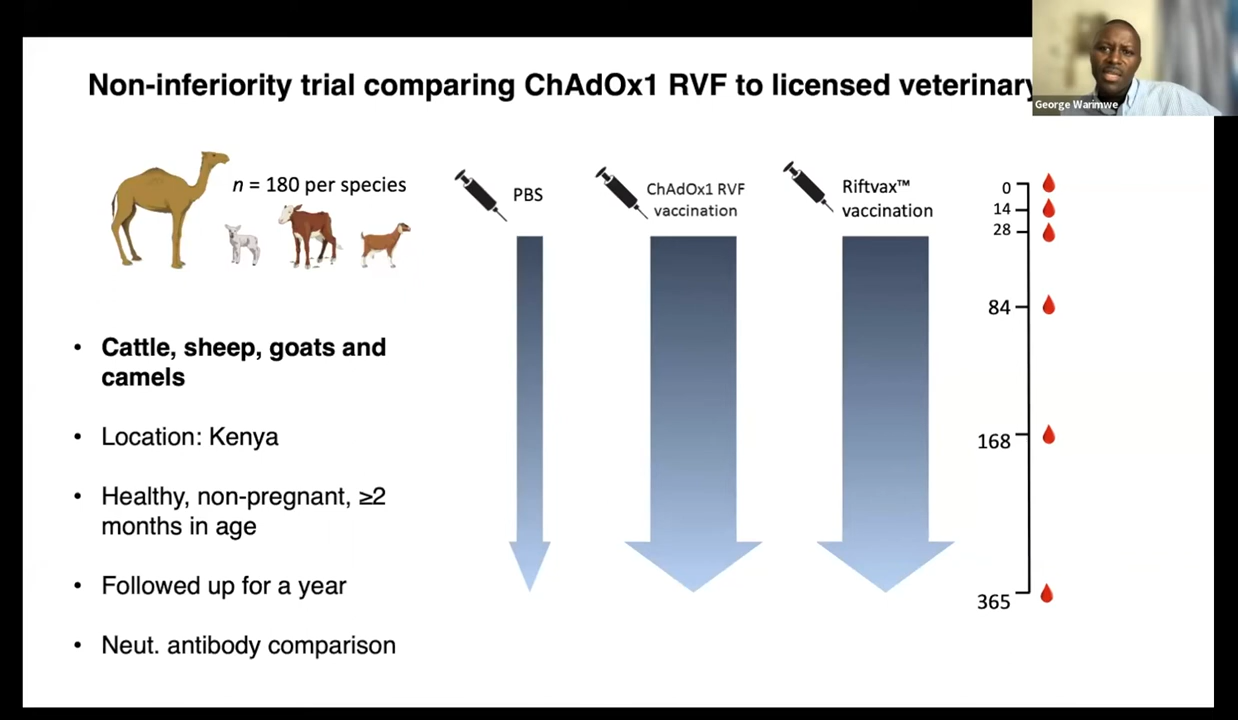 Non-inferiority trial comparing ChAdOx1 RVF to licensed veterinary
George Warimwe
n = 180 per species
PBS
ChAdOx1 RVF
vaccination
Riftvax™
vaccination
0
14
28
84
168
365
• Cattle, sheep, goats and
camels
• Location: Kenya
• Healthy, non-pregnant, ≥2
months in age
• Followed up for a year
• Neut. antibody comparison